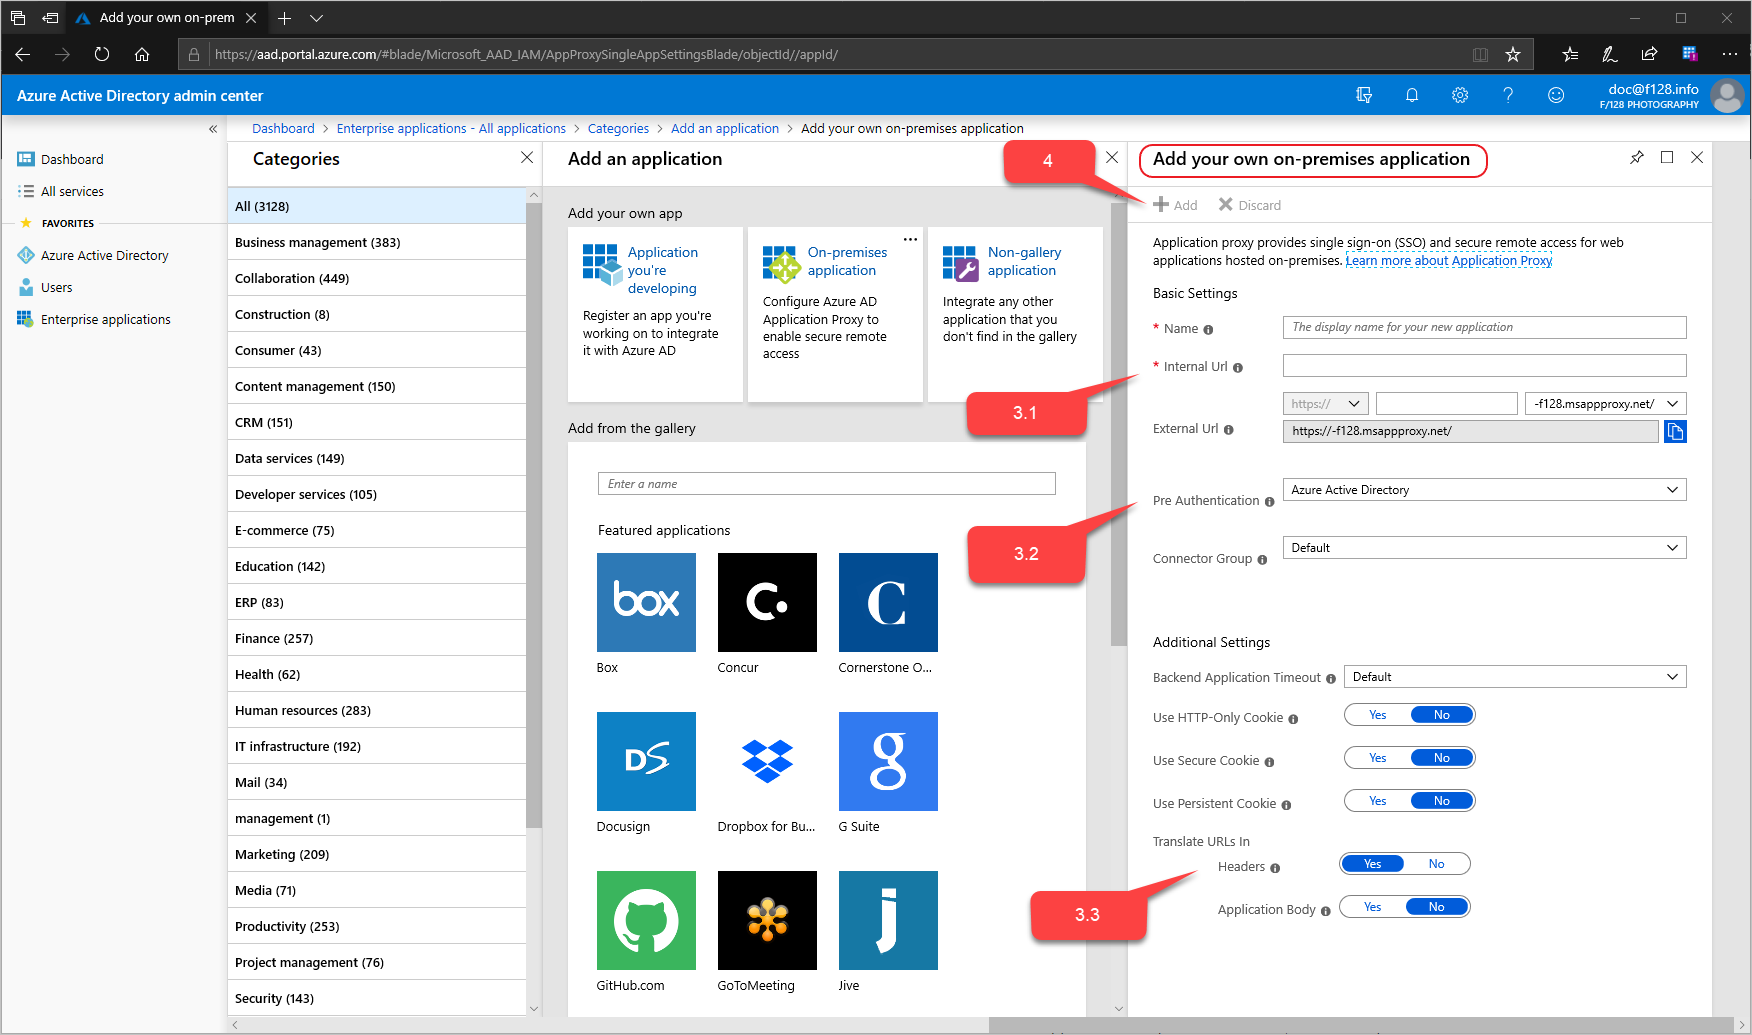 Add your own on-prem
https://aad.portal.azure.com/#blade/Microsoft_AAD_IAM/AppProxySingleAppSettingsBlade/objectId//appId/
Azure Active Directory admin center
doc@f128.info
F/128 PHOTOGRAPHY
Dashboard
All services
FAVORITES
Azure Active Directory
Users
Enterprise applications
Dashboard > Enterprise applications - All applications > Categories > Add an application > Add your own on-premises application
Categories
All (3128)
Business management (383)
Collaboration (449)
Construction (8)
Consumer (43)
Content management (150)
CRM (151)
Data services (149)
Developer services (105)
E-commerce (75)
Education (142)
ERP (83)
Finance (257)
Health (62)
Human resources (283)
IT infrastructure (192)
Mail (34)
management (1)
Marketing (209)
Media (71)
Productivity (253)
Project management (76)
Security (143)
Add an application
Add your own app
Application
you're
developing
Register an app you're
working on to integrate
it with Azure AD
On-premises
application
Configure Azure AD
Application Proxy to
enable secure remote
access
Non-gallery
application
Integrate any other
application that you
don't find in the gallery
Add from the gallery
Enter a name
Featured applications
box
Box
C.
Concur
C
Cornerstone O...
DS
Docusign
Dropbox for Bu...
g
G Suite
GitHub.com
GoToMeeting
j
Jive
4
3.1
3.2
3.3
Add your own on-premises application
Add
Discard
Application proxy provides single sign-on (SSO) and secure remote access for web
applications hosted on-premises. Learn more about Application Proxy
Basic Settings
* Name
The display name for your new application
* Internal Url
https://
-f128.msappproxy.net/
External Url
https://-f128.msappproxy.net/
Pre Authentication
Azure Active Directory
Connector Group
Default
Additional Settings
Backend Application Timeout
Default
Use HTTP-Only Cookie
Yes No
Use Secure Cookie
Yes No
Use Persistent Cookie
Yes No
Translate URLs In
Headers
Yes No
Application Body
Yes No